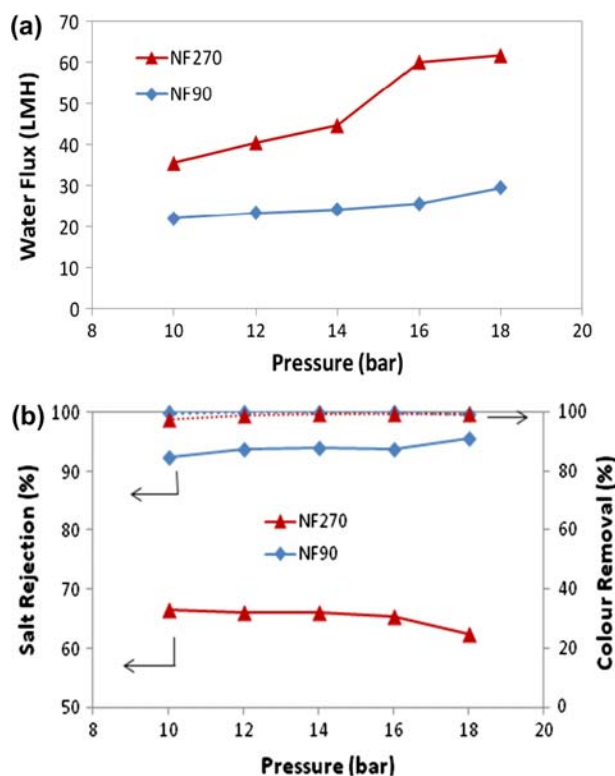 (a)
NF270
NF90
Water Flux (LMH)
70
60
50
40
30
20
10
0
8 10 12 14 16 18 20
Pressure (bar)
(b)
NF270
NF90
Salt Rejection (%)
100
90
80
70
60
50
Colour Removal (%)
100
80
60
40
20
0
8 10 12 14 16 18 20
Pressure (bar)